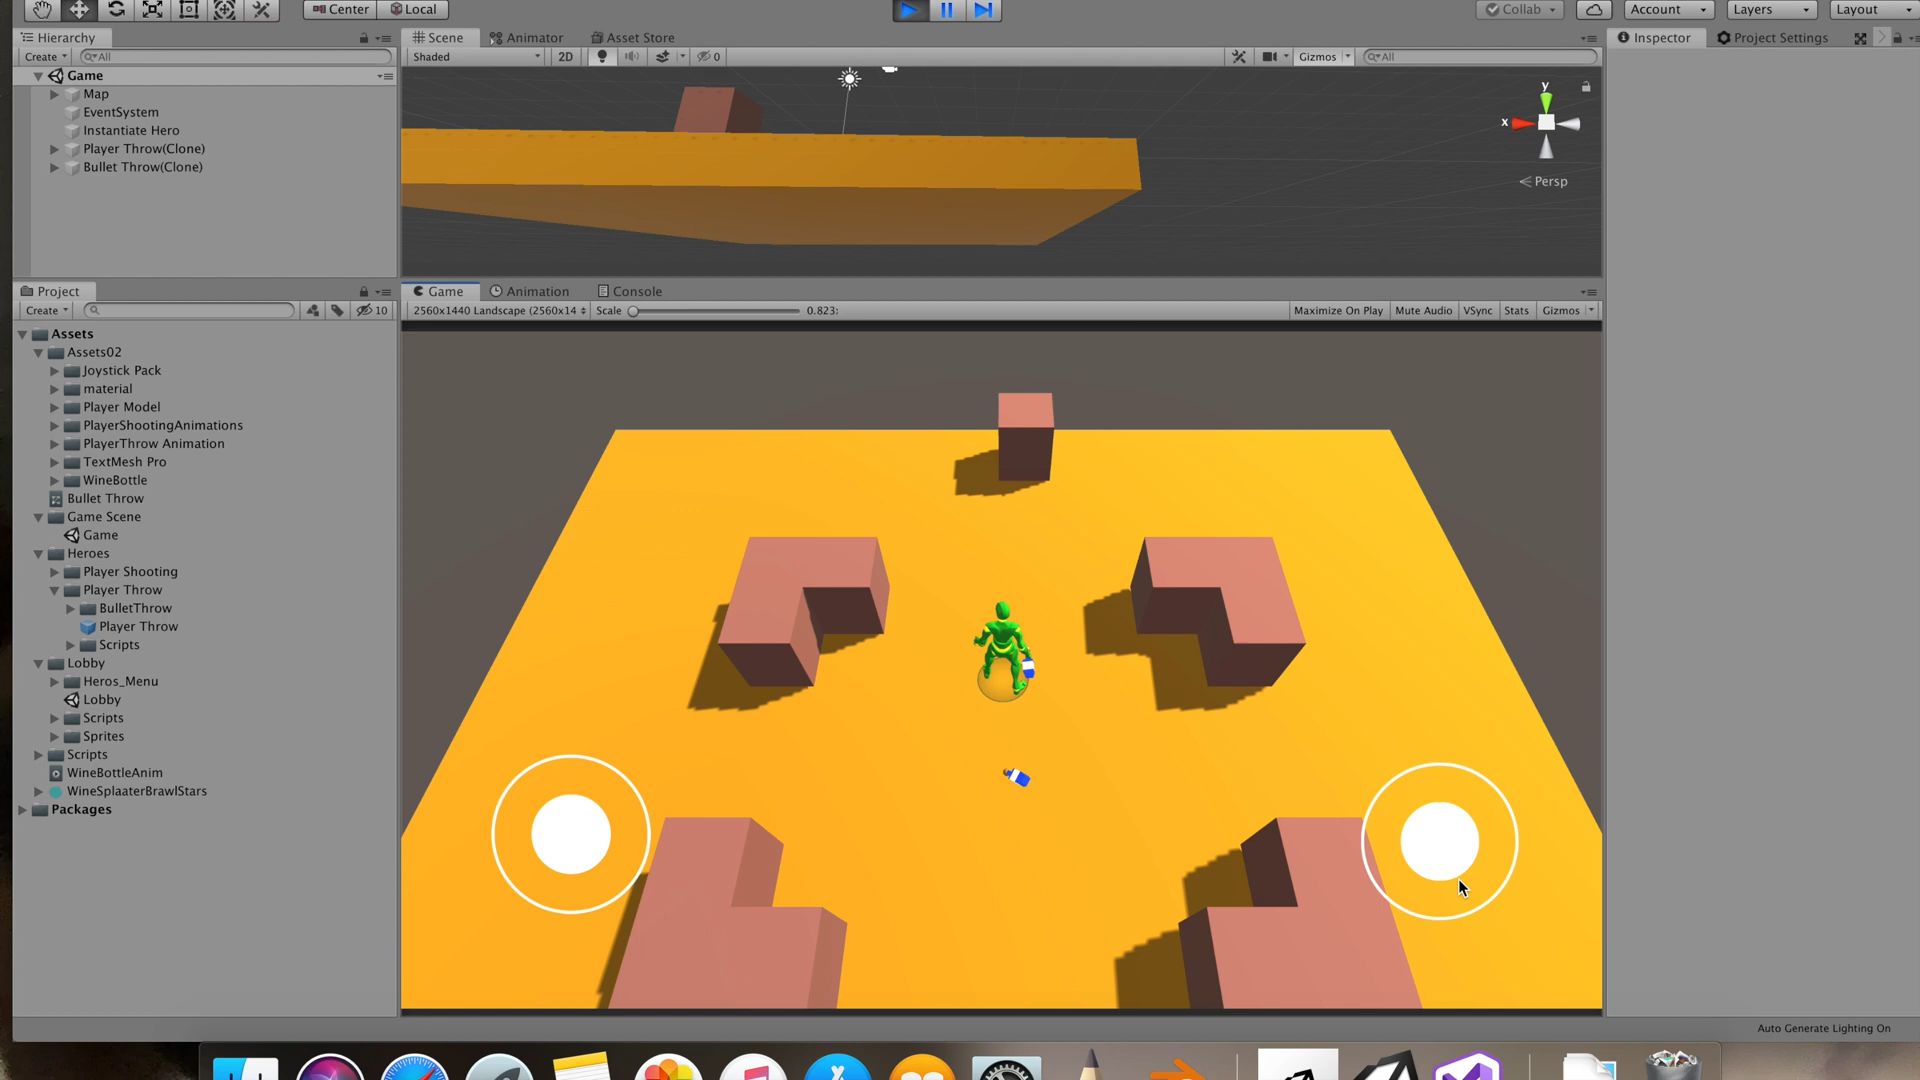 Center Local
Collab Account Layers Layout
Hierarchy
Create All
Game
Map
EventSystem
Instantiate Hero
Player Throw(Clone)
Bullet Throw(Clone)
Scene Animator Asset Store
Shaded 2D 0 Gizmos All
y
x
Persp
Inspector Project Settings
Project
Create 10
Assets
Assets02
Joystick Pack
material
Player Model
PlayerShootingAnimations
PlayerThrow Animation
TextMesh Pro
WineBottle
Bullet Throw
Game Scene
Game
Heroes
Player Shooting
Player Throw
BulletThrow
Player Throw
Scripts
Lobby
Heros_Menu
Lobby
Scripts
Sprites
Scripts
WineBottleAnim
WineSplaaterBrawlStars
Packages
Game Animation Console
2560x1440 Landscape (2560x14 Scale 0.823: Maximize On Play Mute Audio VSync Stats Gizmos
Auto Generate Lighting On